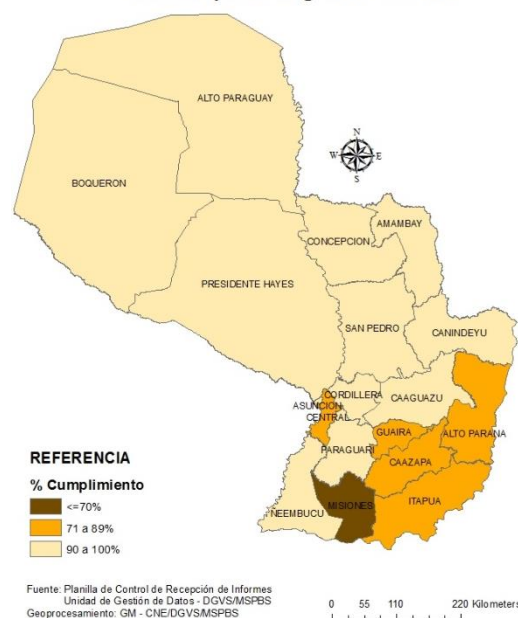 ALTO PARAGUAY
N
W E
S
BOQUERON
AMAMBAY
CONCEPCION
PRESIDENTE HAYES
SAN PEDRO
CANINDEYU
CORDILLERA
ASUNCION
CAAGUAZU
CENTRAL
GUAIRA
ALTO PARANA
PARAGUARI
CAAZAPA
REFERENCIA
% Cumplimiento
MISIONES
ITAPUA
<=70%
ÑEEMBUCU
71 a 89%
90 a 100%
Fuente: Planilla de Control de Recepción de Informes
Unidad de Gestión de Datos - DGVS/MSPBS
Geoprocesamiento: GM - CNE/DGVS/MSPBS
0 55 110 220 Kilometers